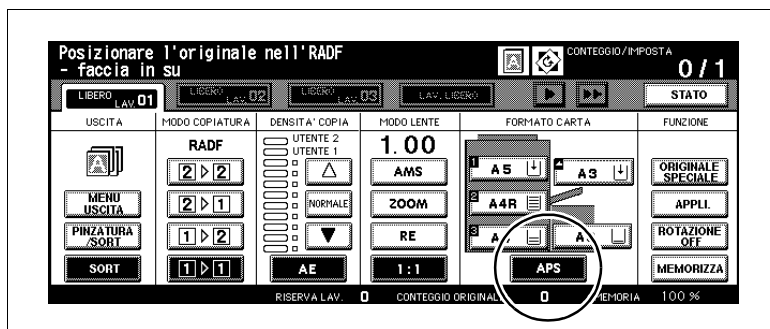 Posizionare l'originale nell'RADF
- faccia in su
CONTEGGIO/IMPOSTA
0/1
LIBERO LAV. 01
LIBERO LAV. 02
LIBERO LAV. 03
LAV. LIBERO
STATO
USCITA
MODO COPIATURA
DENSITA' COPIA
MODO LENTE
FORMATO CARTA
FUNZIONE
MENU USCITA
PINZATURA /SORT
SORT
RADF
2 ▷ 2
2 ▷ 1
1 ▷ 2
1 ▷ 1
UTENTE 2
UTENTE 1
NORMALE
AE
1.00
AMS
ZOOM
RE
1:1
1 A5
A3
2 A4R
3
APS
ORIGINALE SPECIALE
APPLI.
ROTAZIONE OFF
MEMORIZZA
RISERVA LAV. 0 CONTEGGIO ORIGINAL 0 MEMORIA 100 %